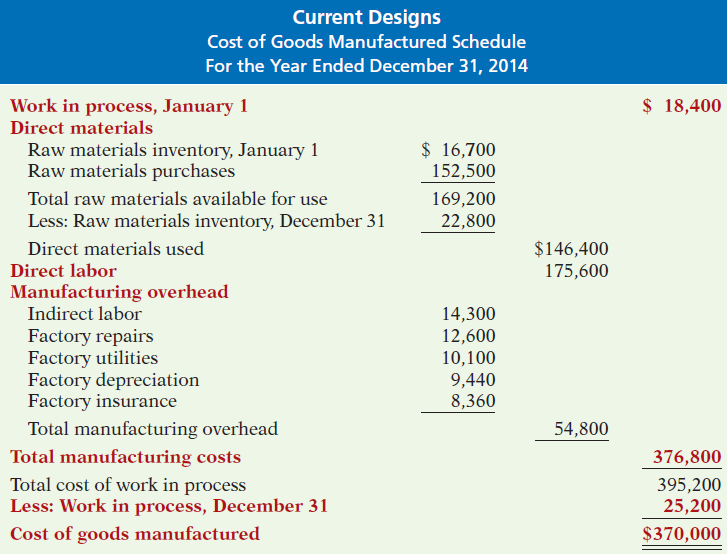 Current Designs
Cost of Goods Manufactured Schedule
For the Year Ended December 31, 2014
Work in process, January 1 $ 18,400
Direct materials
Raw materials inventory, January 1 $ 16,700
Raw materials purchases 152,500
Total raw materials available for use 169,200
Less: Raw materials inventory, December 31 22,800
Direct materials used $146,400
Direct labor 175,600
Manufacturing overhead
Indirect labor 14,300
Factory repairs 12,600
Factory utilities 10,100
Factory depreciation 9,440
Factory insurance 8,360
Total manufacturing overhead 54,800
Total manufacturing costs 376,800
Total cost of work in process 395,200
Less: Work in process, December 31 25,200
Cost of goods manufactured $370,000